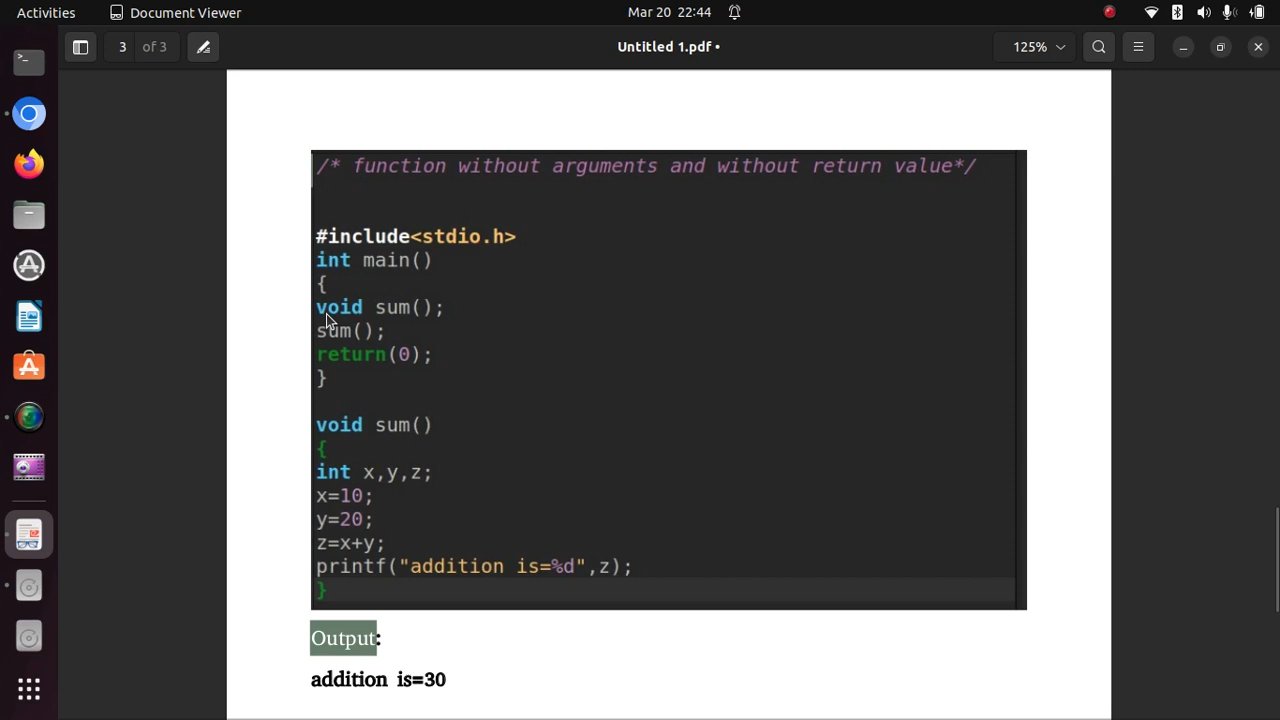 Activities
Document Viewer
Mar 20 22:44
3 of 3
Untitled 1.pdf •
125%
/* function without arguments and without return value*/
#include<stdio.h>
int main()
{
void sum();
sum();
return(0);
}
void sum()
{
int x,y,z;
x=10;
y=20;
z=x+y;
printf("addition is=%d",z);
}
Output:
addition is=30